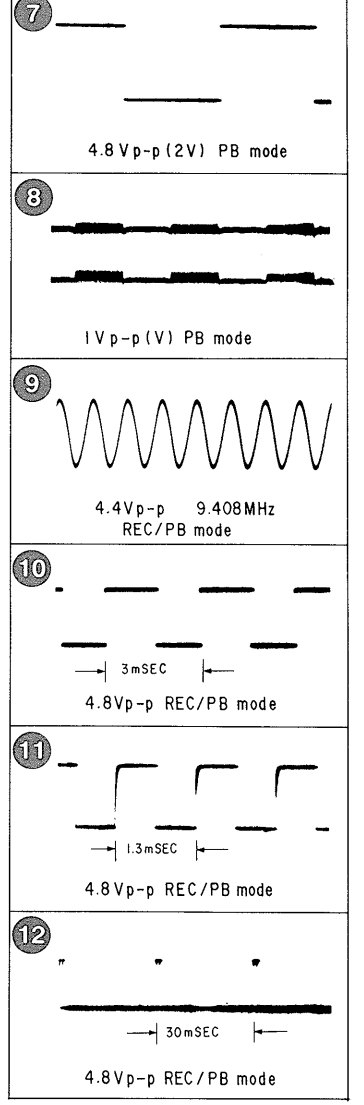 7
4.8Vp-p(2V) PB mode
8
1Vp-p(V) PB mode
9
4.4Vp-p 9.408MHz
REC/PB mode
10
3mSEC
4.8Vp-p REC/PB mode
11
1.3mSEC
4.8Vp-p REC/PB mode
12
30mSEC
4.8Vp-p REC/PB mode